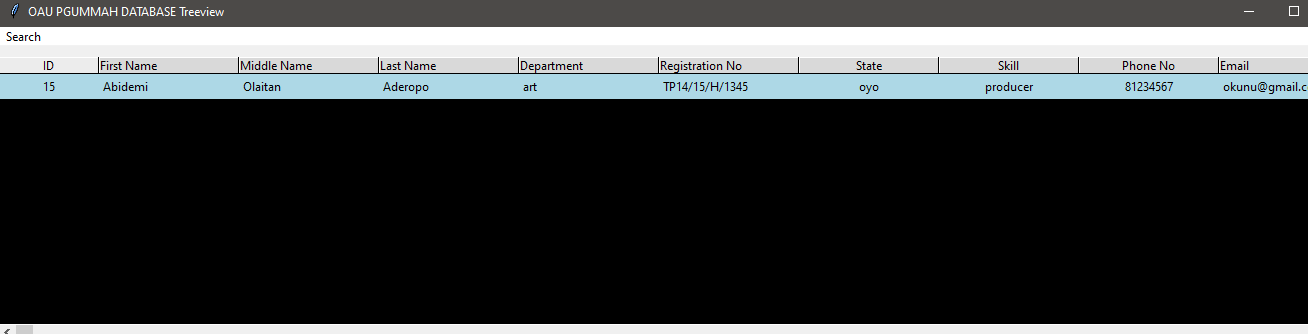 OAU PGUMMAH DATABASE Treeview
Search
ID First Name Middle Name Last Name Department Registration No State Skill Phone No Email
15 Abidemi Olaitan Aderopo art TP14/15/H/1345 oyo producer 81234567 okunu@gmail.c